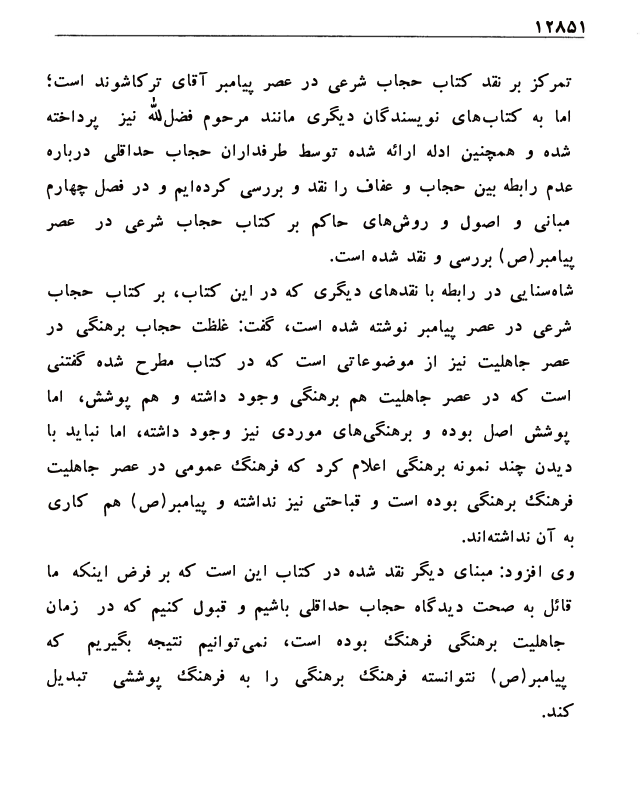 ۱۲۸۵۱
تمرکز بر نقد کتاب حجاب شرعی در عصر پیامبر آقای ترکاشوند است؛
اما به کتاب‌های نویسندگان دیگری مانند مرحوم فضل‌الله نیز پرداخته
شده و همچنین ادله ارائه شده توسط طرفداران حجاب حداقلی درباره
عدم رابطه بین حجاب و عفاف را نقد و بررسی کرده‌ایم و در فصل چهارم
مبانی و اصول و روش‌های حاکم بر کتاب حجاب شرعی در عصر
پیامبر(ص) بررسی و نقد شده است.
شاه‌سنایی در رابطه با نقدهای دیگری که در این کتاب، بر کتاب حجاب
شرعی در عصر پیامبر نوشته شده است، گفت: غلظت حجاب برهنگی در
عصر جاهلیت نیز از موضوعاتی است که در کتاب مطرح شده گفتنی
است که در عصر جاهلیت هم برهنگی وجود داشته و هم پوشش، اما
پوشش اصل بوده و برهنگی‌های موردی نیز وجود داشته، اما نباید با
دیدن چند نمونه برهنگی اعلام کرد که فرهنگ عمومی در عصر جاهلیت
فرهنگ برهنگی بوده است و قباحتی نیز نداشته و پیامبر(ص) هم کاری
به آن نداشته‌اند.
وی افزود: مبنای دیگر نقد شده در کتاب این است که بر فرض اینکه ما
قائل به صحت دیدگاه حجاب حداقلی باشیم و قبول کنیم که در زمان
جاهلیت برهنگی فرهنگ بوده است، نمی‌توانیم نتیجه بگیریم که
پیامبر(ص) نتوانسته فرهنگ برهنگی را به فرهنگ پوششی تبدیل
کند.